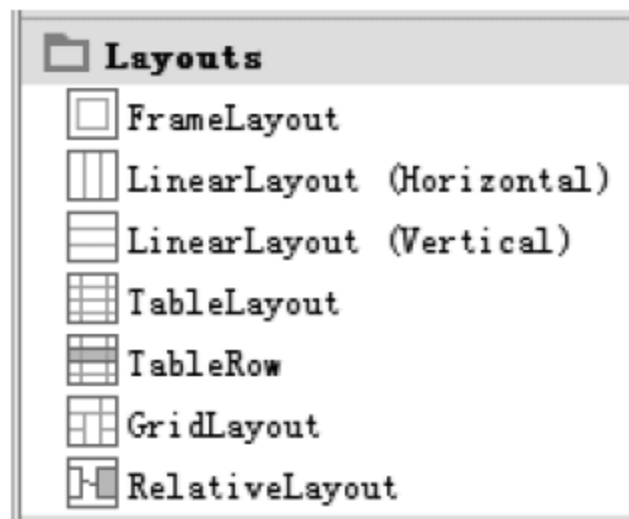 Layouts
FrameLayout
LinearLayout (Horizontal)
LinearLayout (Vertical)
TableLayout
TableRow
GridLayout
RelativeLayout